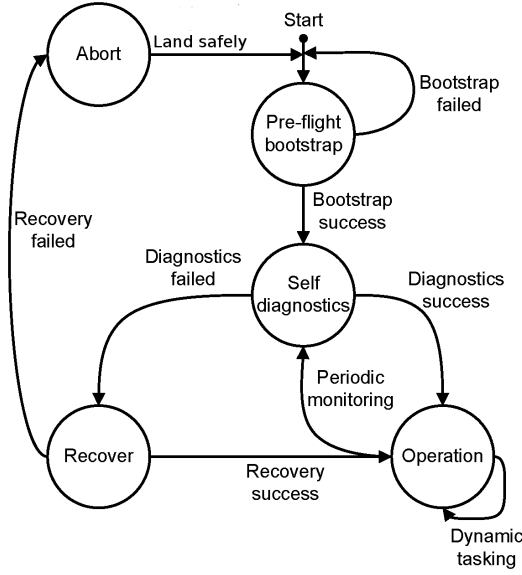 Start
Abort
Land safely
Bootstrap
failed
Pre-flight
bootstrap
Recovery
failed
Bootstrap
success
Diagnostics
failed
Self
diagnostics
Diagnostics
success
Periodic
monitoring
Recover
Recovery
success
Operation
Dynamic
tasking